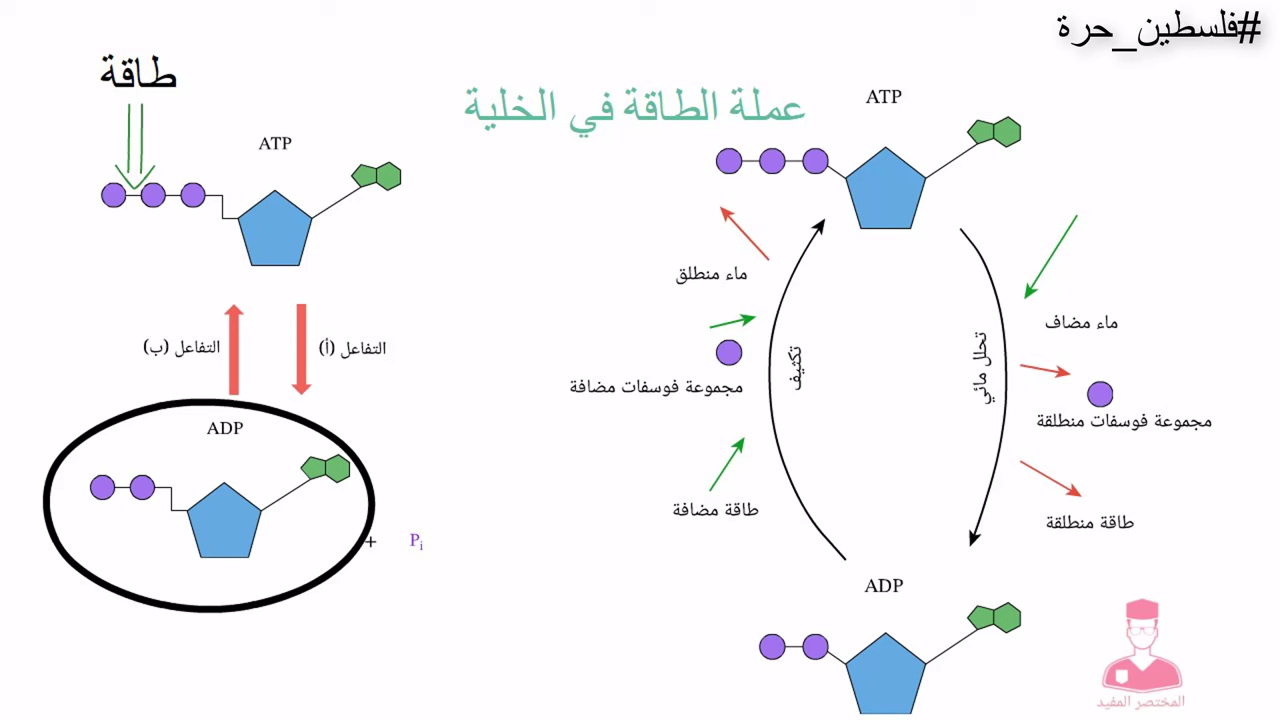 #فلسطين_حرة
عملة الطاقة في الخلية
ATP
ماء منطلق
مجموعة فوسفات مضافة
طاقة مضافة
تكثيف
تحلل مائي
ماء مضاف
مجموعة فوسفات منطلقة
طاقة منطلقة
ADP
طاقة
ATP
التفاعل (أ)
التفاعل (ب)
ADP
+ Pi
المختصر المفيد